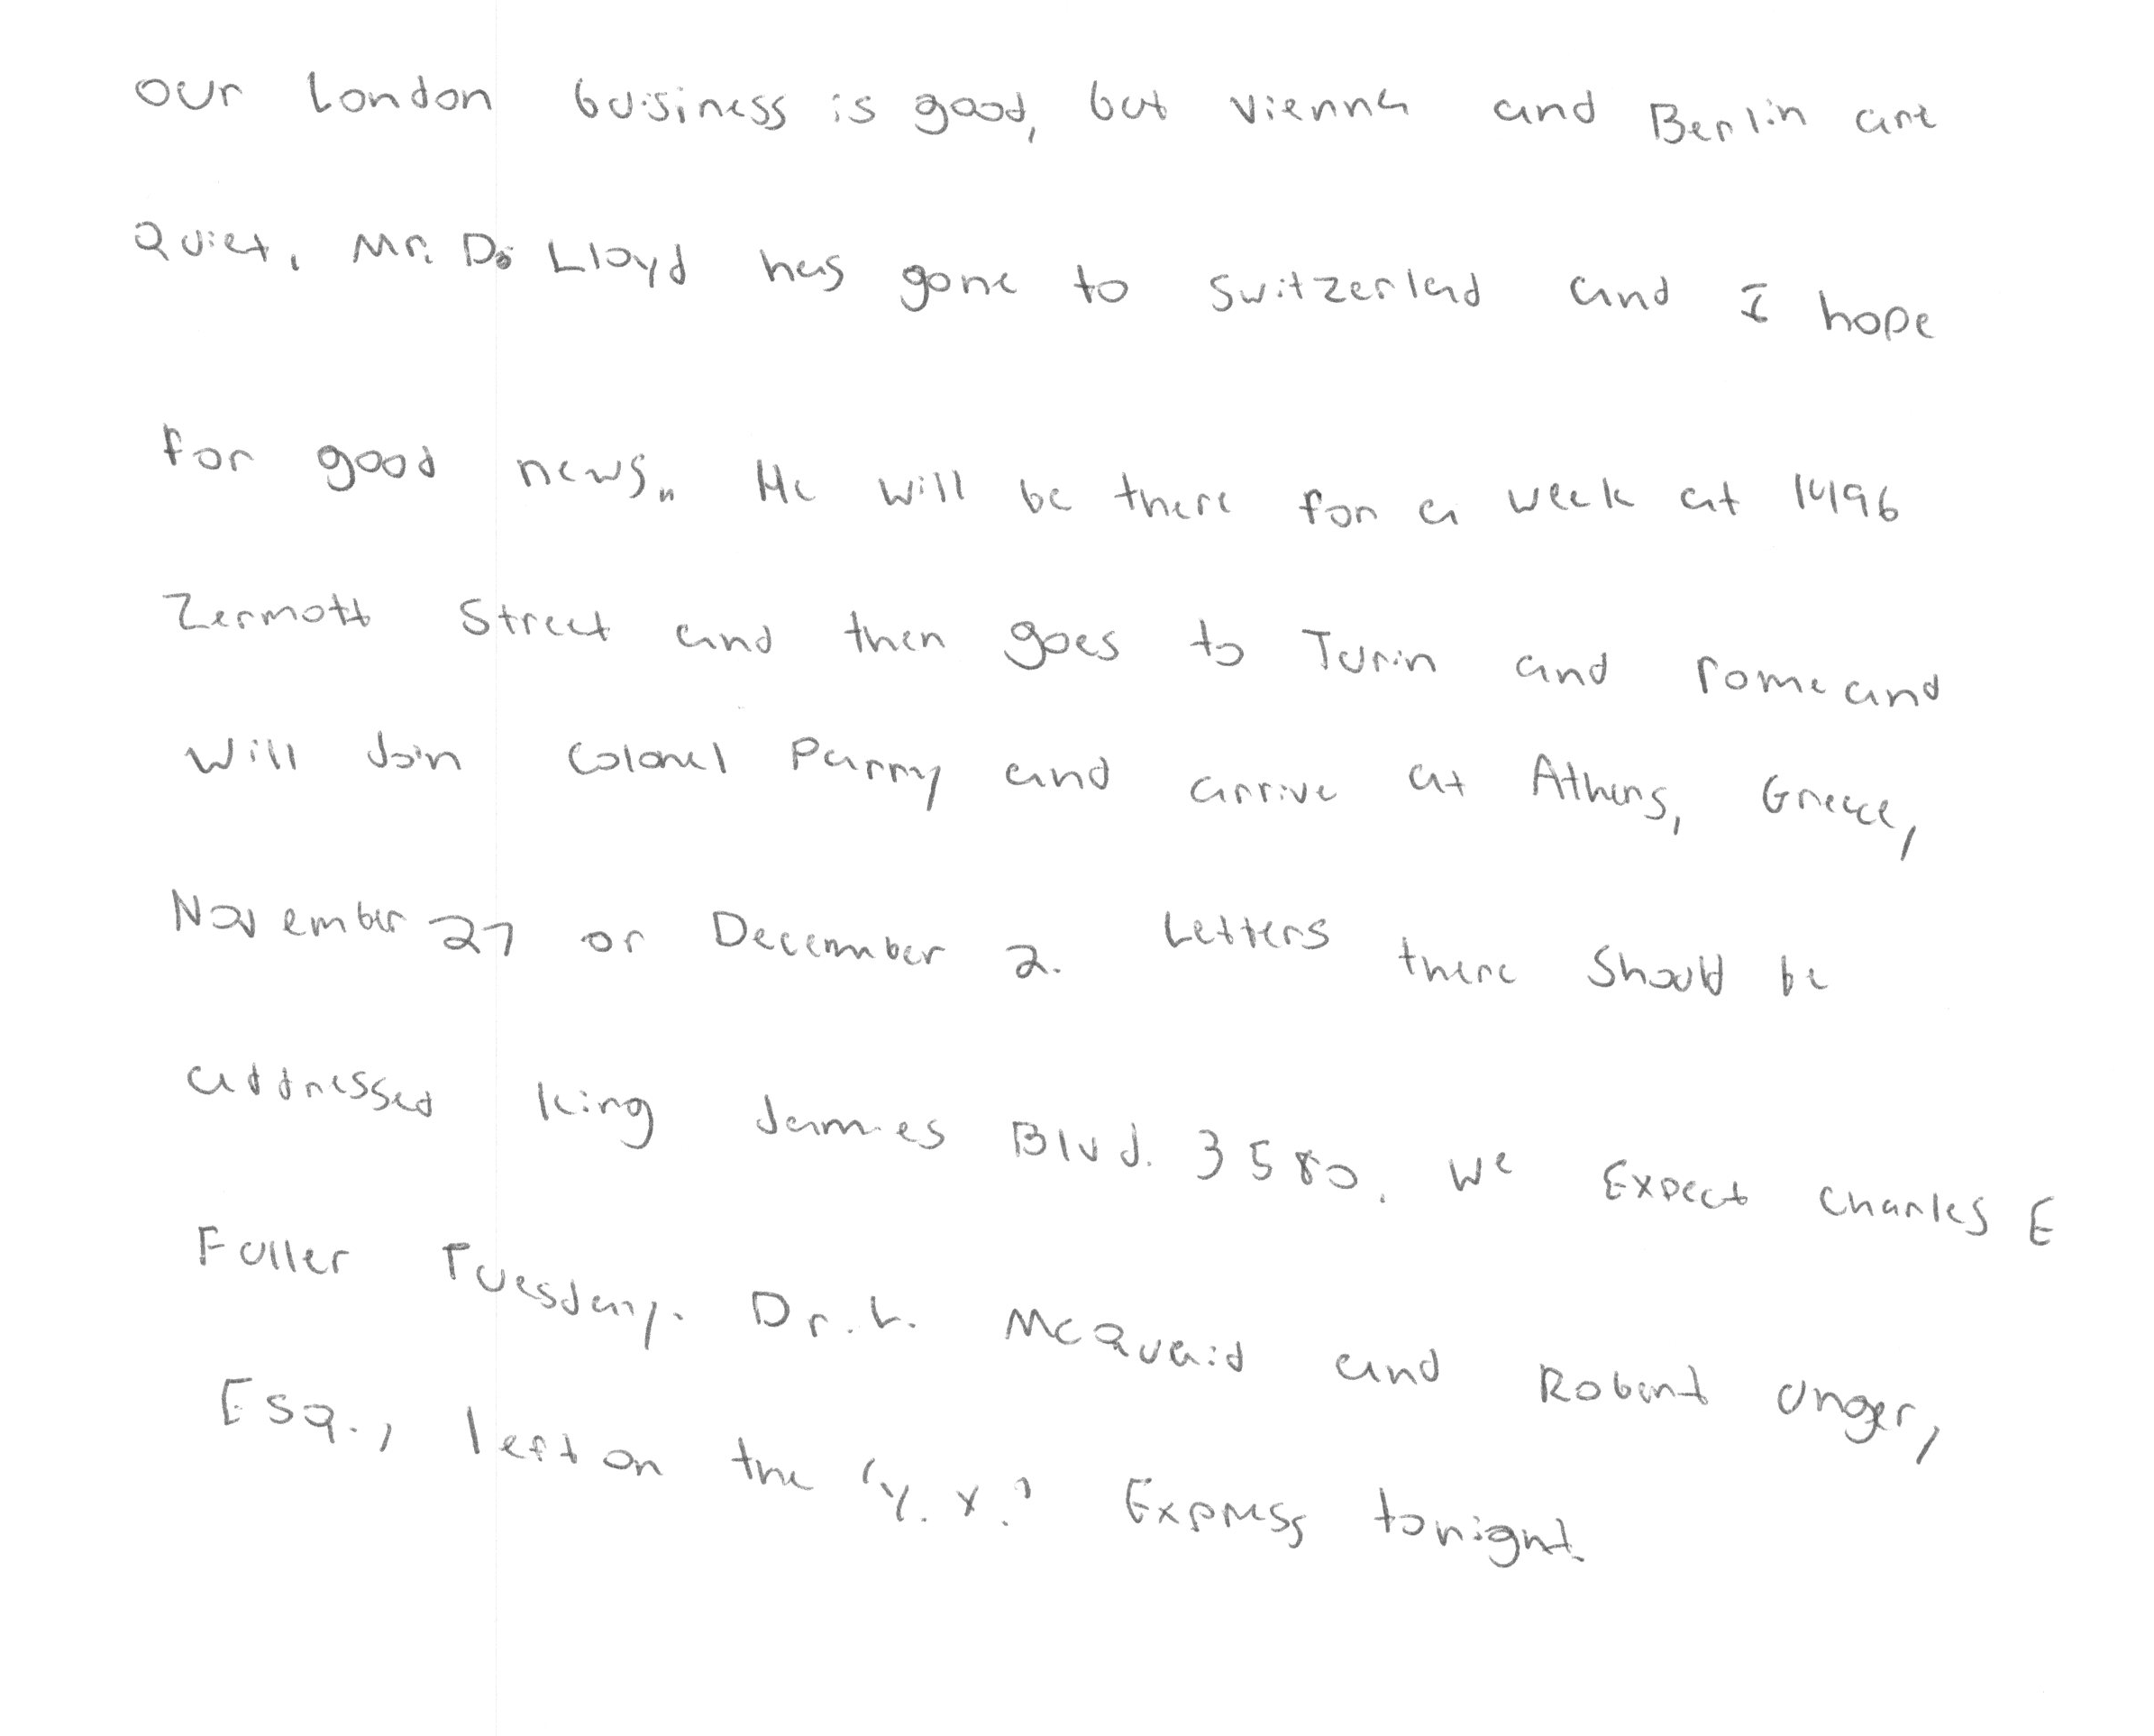 Our London business is good, but Vienna and Berlin are
Quiet. Mr. D. Lloyd has gone to Switzerlad and I hope
for good news. He will be there for a week at 1496
Zermott Street and then goes to Turin and rome and
Will Join Colonel Parry and arrive at Athens, Greece,
November 27 or December 2. Letters there Should be
addressed King James Blvd. 3580. We Expect Charles E
Fuller Tuesday. Dr. L. McQuaid and Robert Unger,
ESQ., left on the "Y. X." Express tonight.